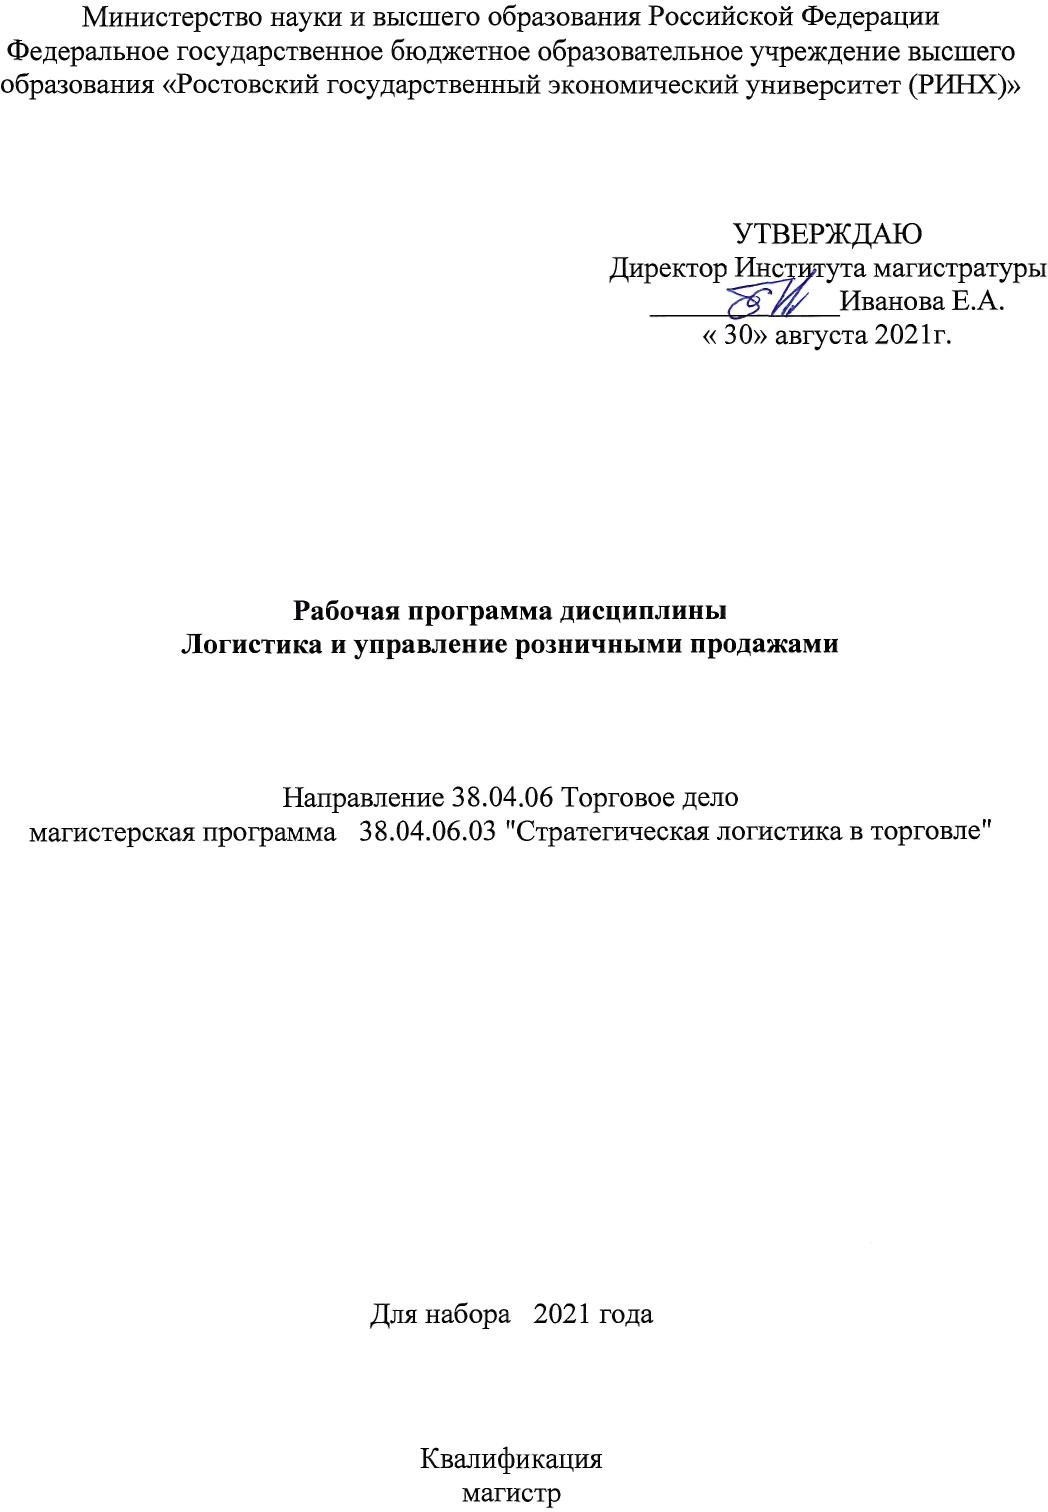 Министерство науки и высшего образования Российской Федерации
Федеральное государственное бюджетное образовательное учреждение высшего
образования «Ростовский государственный экономический университет (РИНХ)»
УТВЕРЖДАЮ
Директор Института магистратуры
______________Иванова Е.А.
« 30» августа 2021г.
Рабочая программа дисциплины
Логистика и управление розничными продажами
Направление 38.04.06 Торговое дело
магистерская программа 38.04.06.03 "Стратегическая логистика в торговле"
Для набора 2021 года
Квалификация
магистр